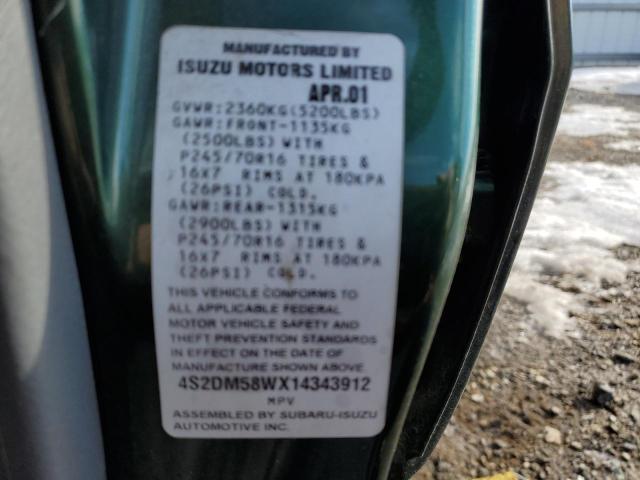 MANUFACTURED BY
ISUZU MOTORS LIMITED
APR.01
GVWR:2360KG(5200LBS)
GAWR:FRONT-1135KG
(2500LBS) WITH
P245/70R16 TIRES &
16X7 RIMS AT 180KPA
(26PSI) COLD.
GAWR:REAR-1315KG
(2900LBS) WITH
P245/70R16 TIRES &
16X7 RIMS AT 180KPA
(26PSI) COLD.
THIS VEHICLE CONFORMS TO
ALL APPLICABLE FEDERAL
MOTOR VEHICLE SAFETY AND
THEFT PREVENTION STANDARDS
IN EFFECT ON THE DATE OF
MANUFACTURE SHOWN ABOVE.
4S2DM58WX14343912
MPV
ASSEMBLED BY SUBARU-ISUZU
AUTOMOTIVE INC.